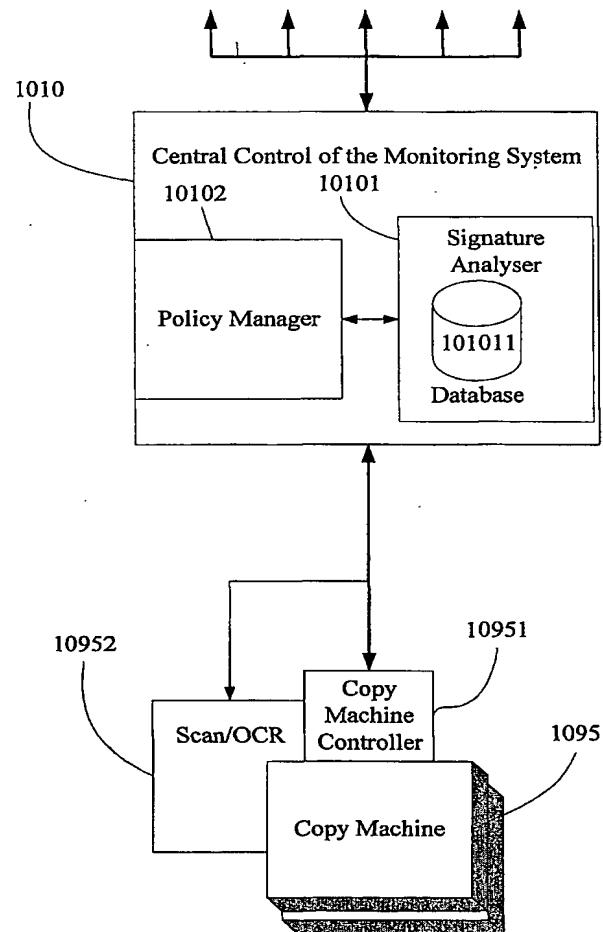 1010
Central Control of the Monitoring System
10102
10101
Signature
Analyser
Policy Manager
101011
Database
10952
10951
Copy
Machine
Controller
Scan/OCR
1095
Copy Machine